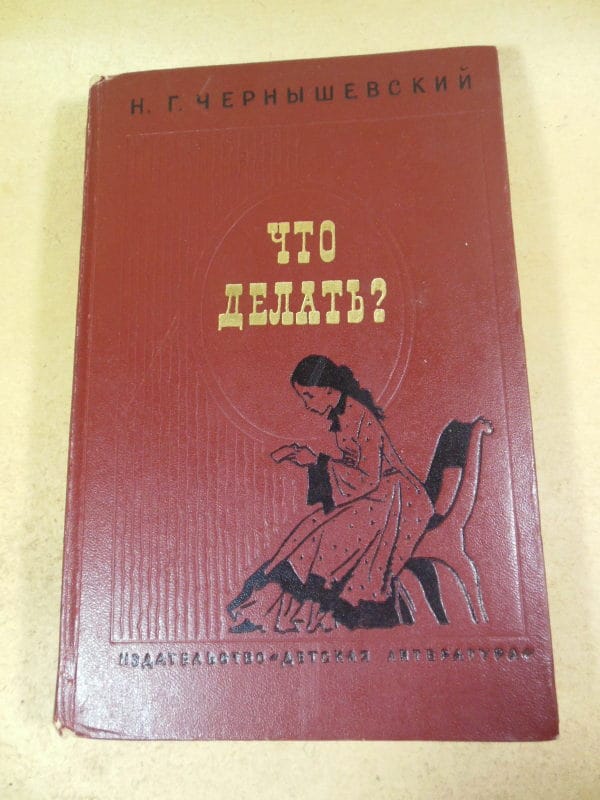 Н. Г. ЧЕРНЫШЕВСКИЙ
ЧТО
ДЕЛАТЬ?
ИЗДАТЕЛЬСТВО «ДЕТСКАЯ ЛИТЕРАТУРА»